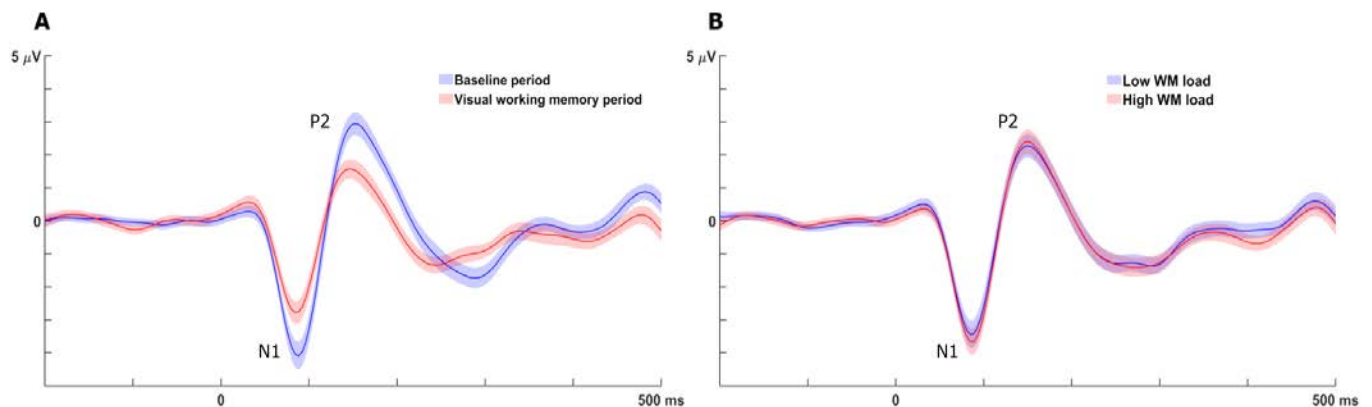 A
5 μV
Baseline period
Visual working memory period
P2
0
N1
0
500 ms
B
5 μV
Low WM load
High WM load
P2
0
N1
0
500 ms